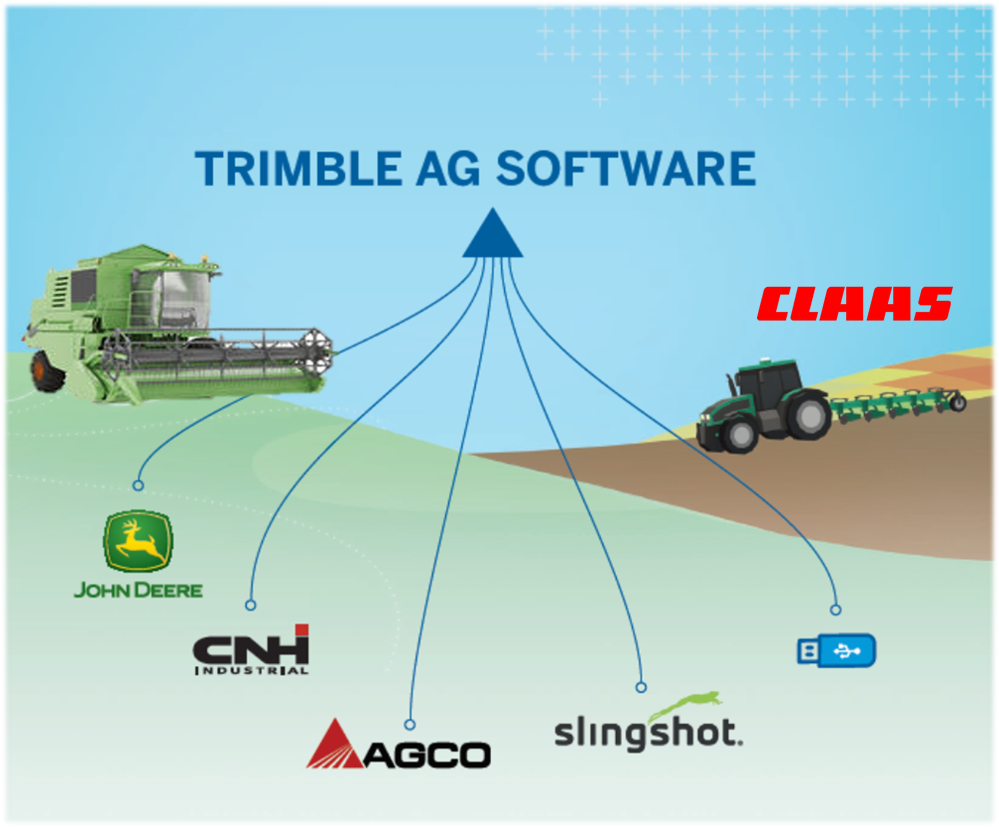 TRIMBLE AG SOFTWARE
CLAAS
JOHN DEERE
CNH
INDUSTRIAL
AGCO
slingshot.